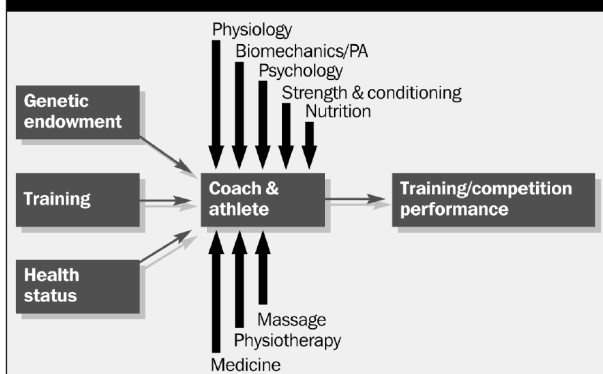 Physiology
Biomechanics/PA
Psychology
Strength & conditioning
Nutrition
Genetic
endowment
Training
Health
status
Coach &
athlete
Training/competition
performance
Massage
Physiotherapy
Medicine